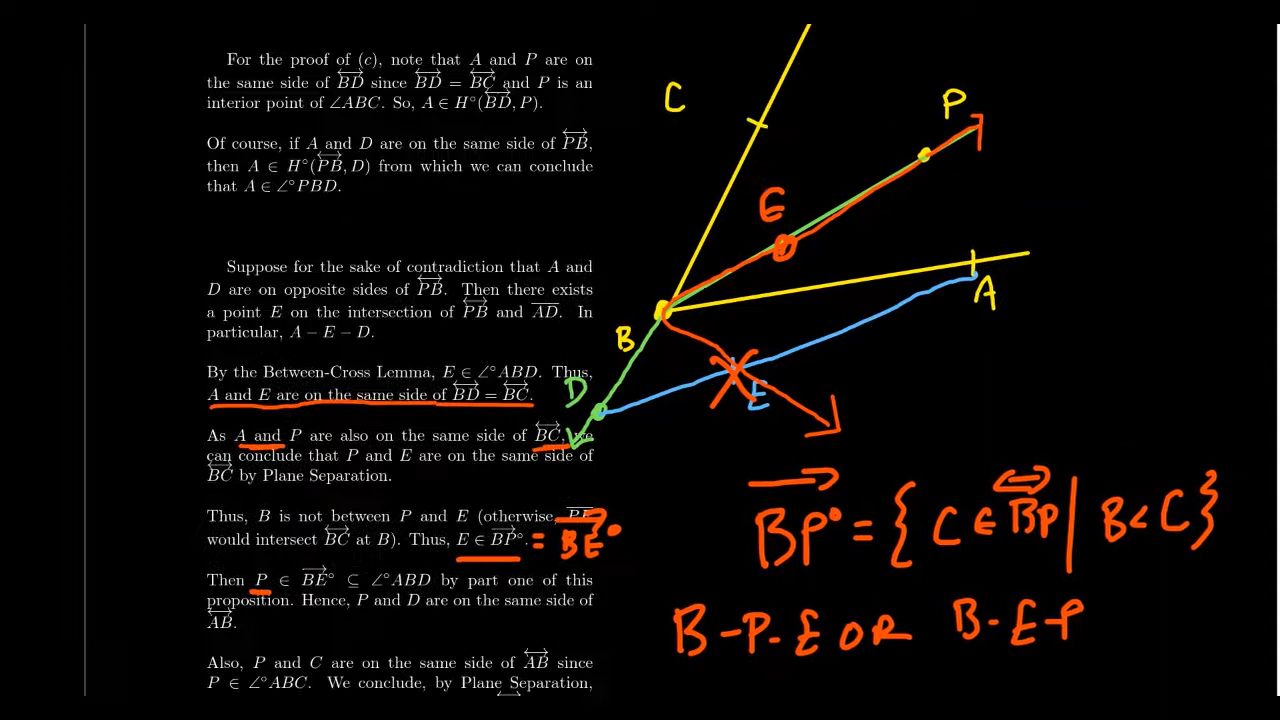 For the proof of (c), note that A and P are on
the same side of BD since BD = BC and P is an
interior point of ∠ABC. So, A ∈ H°(BD, P).
Of course, if A and D are on the same side of PB,
then A ∈ H°(PB, D) from which we can conclude
that A ∈ ∠°PBD.
Suppose for the sake of contradiction that A and
D are on opposite sides of PB. Then there exists
a point E on the intersection of PB and AD. In
particular, A − E − D.
By the Between-Cross Lemma, E ∈ ∠°ABD. Thus,
A and E are on the same side of BD = BC.
As A and P are also on the same side of BC, we
can conclude that P and E are on the same side of
BC by Plane Separation.
Thus, B is not between P and E (otherwise, PE
would intersect BC at B). Thus, E ∈ BP°. = BE°
Then P ∈ BE° ⊆ ∠°ABD by part one of this
proposition. Hence, P and D are on the same side of
AB.
Also, P and C are on the same side of AB since
P ∈ ∠°ABC. We conclude, by Plane Separation,
C
P
E
A
B
D
E
BP° = { C ∈ BP | B < C }
B - P - E OR B - E - P